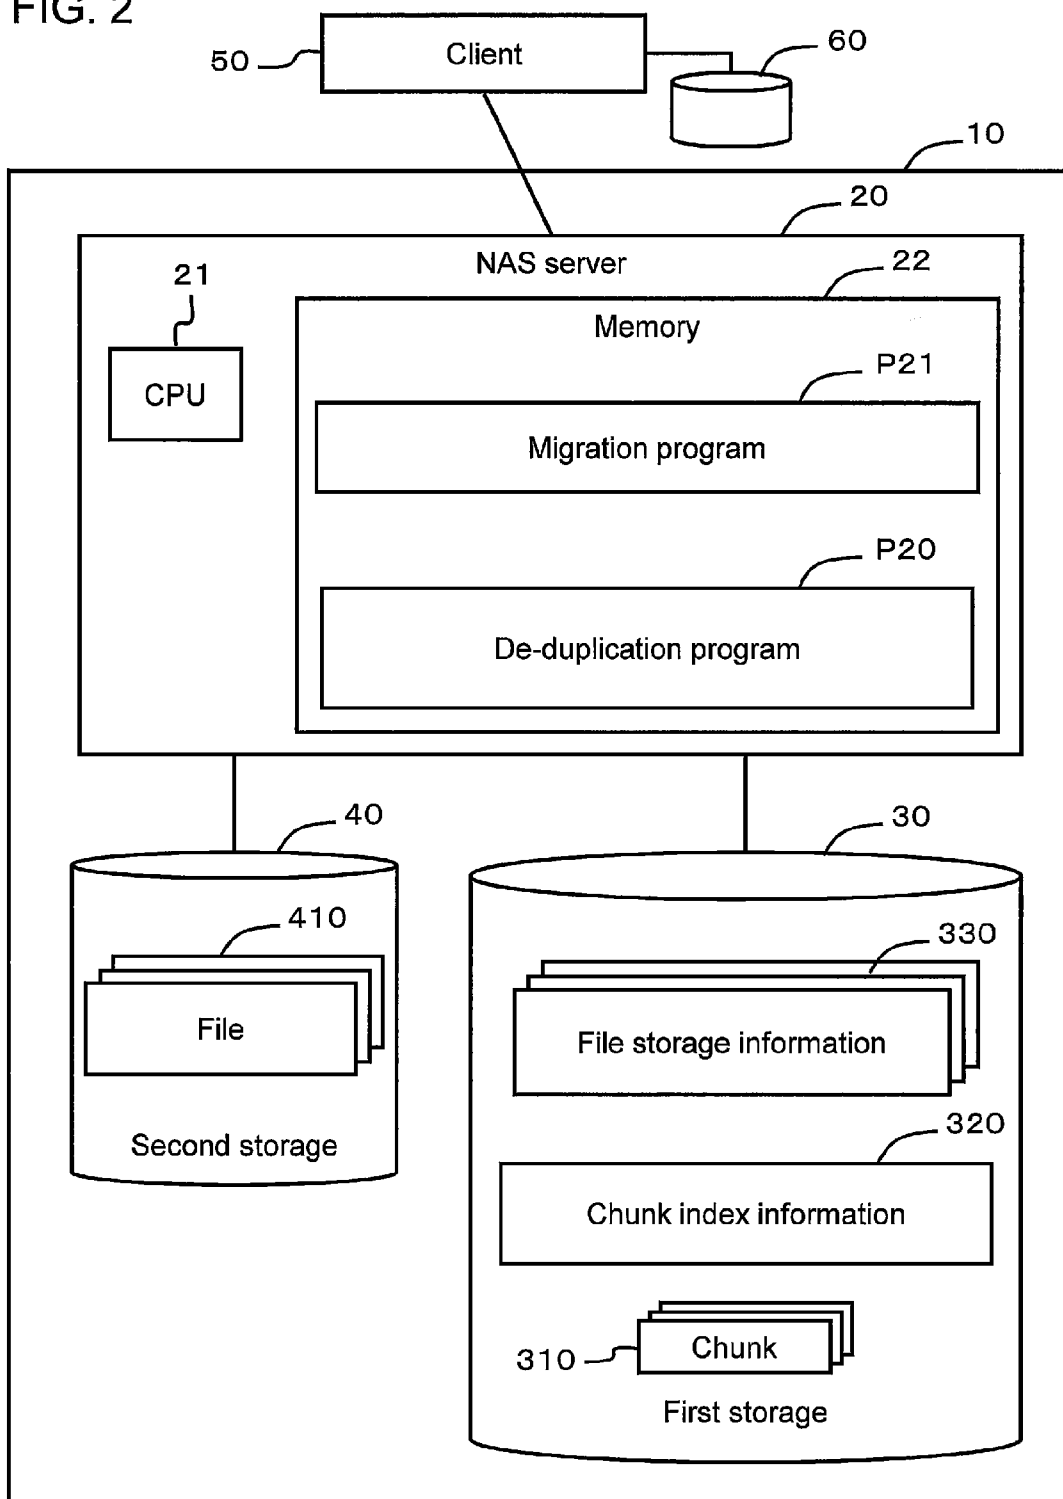 FIG. 2
50
Client
60
10
20
NAS server
21
22
Memory
CPU
P21
Migration program
P20
De-duplication program
40
30
410
330
File
File storage information
Second storage
320
Chunk index information
310
Chunk
First storage